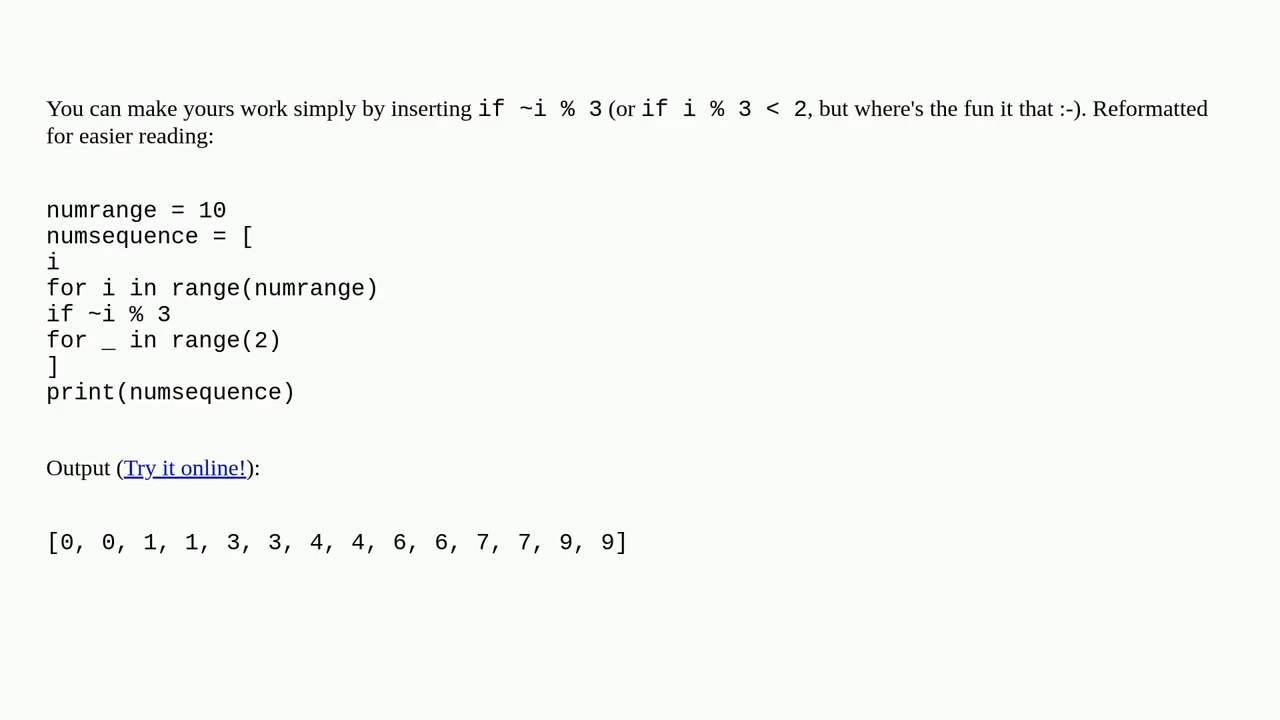 You can make yours work simply by inserting if ~i % 3 (or if i % 3 < 2, but where's the fun it that :-). Reformatted
for easier reading:
numrange = 10
numsequence = [
i
for i in range(numrange)
if ~i % 3
for _ in range(2)
]
print(numsequence)
Output (Try it online!):
[0, 0, 1, 1, 3, 3, 4, 4, 6, 6, 7, 7, 9, 9]